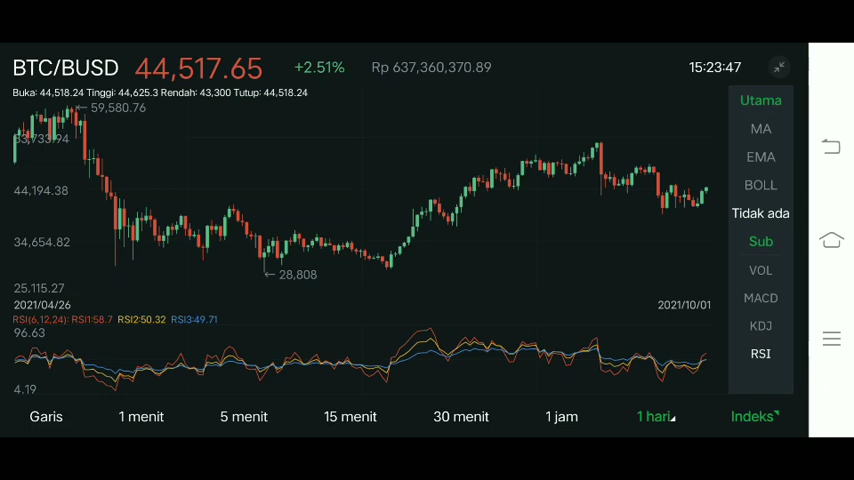 BTC/BUSD 44,517.65 +2.51% Rp 637,360,370.89 15:23:47
Buka: 44,518.24 Tinggi: 44,625.3 Rendah: 43,300 Tutup: 44,518.24
59,580.76
53,733.94
44,194.38
34,654.82
28,808
25,115.27
2021/04/26 2021/10/01
RSI(6,12,24): RSI1:58.7 RSI2:50.32 RSI3:49.71
96.63
4.19
Utama
MA
EMA
BOLL
Tidak ada
Sub
VOL
MACD
KDJ
RSI
Garis 1 menit 5 menit 15 menit 30 menit 1 jam 1 hari Indeks